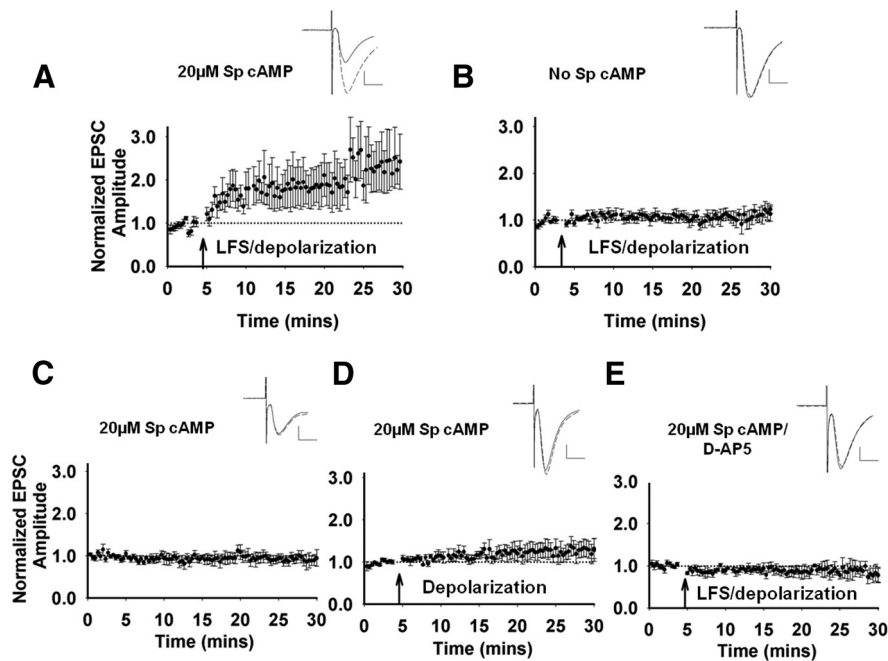 A
20µM Sp cAMP
Normalized EPSC
Amplitude
3.0
2.0
1.0
0.0
LFS/depolarization
0 5 10 15 20 25 30
Time (mins)
B
No Sp cAMP
3.0
2.0
1.0
0.0
LFS/depolarization
0 5 10 15 20 25 30
Time (mins)
C
20µM Sp cAMP
Normalized EPSC
Amplitude
3.0
2.0
1.0
0.0
0 5 10 15 20 25 30
Time (mins)
D
20µM Sp cAMP
3.0
2.0
1.0
0.0
Depolarization
0 5 10 15 20 25 30
Time (mins)
E
20µM Sp cAMP/
D-AP5
3.0
2.0
1.0
0.0
LFS/depolarization
0 5 10 15 20 25 30
Time (mins)